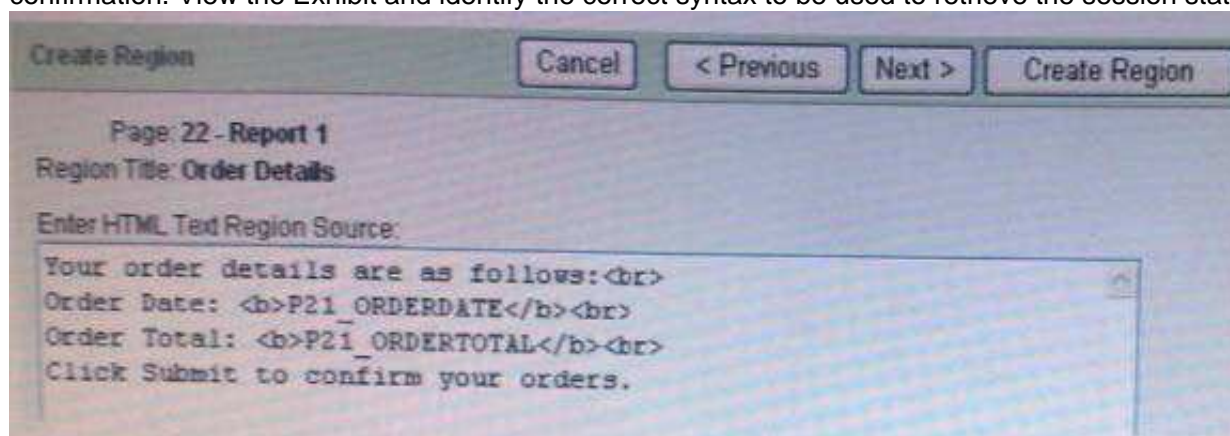 confirmation. View the Exhibit and identify the correct syntax to be used to retrieve the session stat
Create Region Cancel < Previous Next > Create Region
Page: 22 - Report 1
Region Title: Order Details
Enter HTML Text Region Source:
Your order details are as follows:<br>
Order Date: <b>P21_ORDERDATE</b><br>
Order Total: <b>P21_ORDERTOTAL</b><br>
Click Submit to confirm your orders.